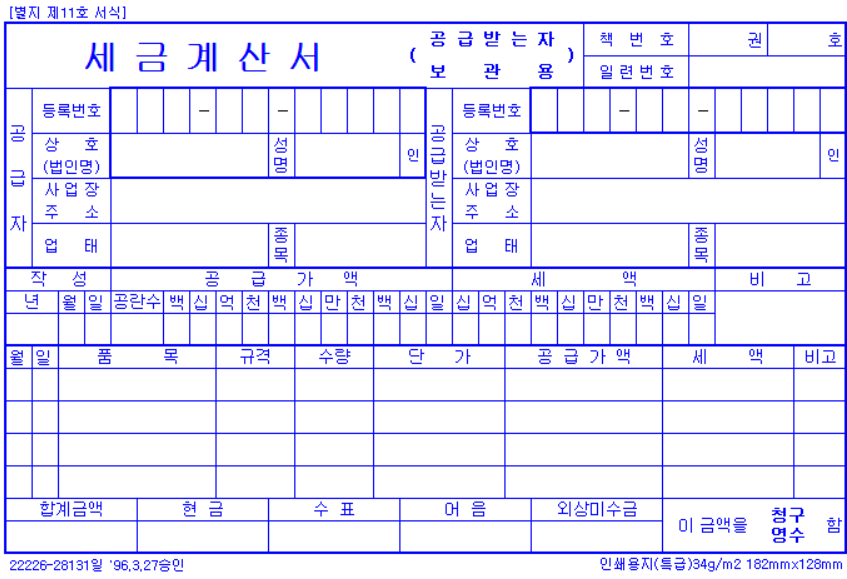 [별지 제11호 서식]
세 금 계 산 서 ( 공 급 받 는 자 보 관 용 )
책 번 호 권 호
일 련 번 호
공 급 자
등록번호 - -
상 호 (법인명) 성 명 인
사 업 장 주 소
업 태 종 목
공 급 받 는 자
등록번호 - -
상 호 (법인명) 성 명 인
사 업 장 주 소
업 태 종 목
작 성 공 급 가 액 세 액 비 고
년 월 일 공란수 백 십 억 천 백 십 만 천 백 십 일 십 억 천 백 십 만 천 백 십 일
월 일 품 목 규격 수량 단 가 공 급 가 액 세 액 비고
합계금액 현 금 수 표 어 음 외상미수금
이 금액을 청구 영수 함
22226-28131일 '96,3,27승인
인쇄용지(특급)34g/m2 182mm×128mm